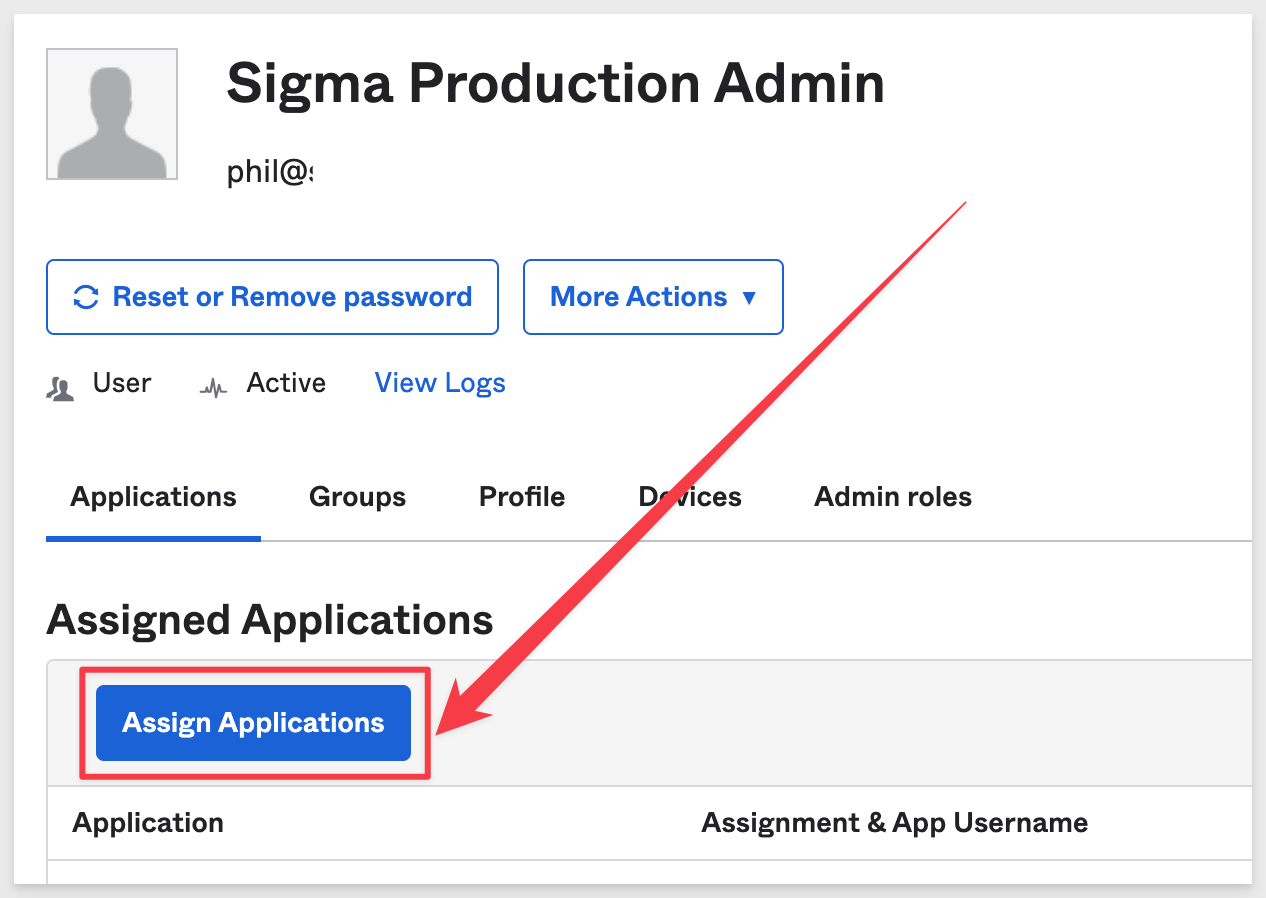 Sigma Production Admin
phil@
Reset or Remove password
More Actions
User
Active
View Logs
Applications
Groups
Profile
Devices
Admin roles
Assigned Applications
Assign Applications
Application
Assignment & App Username